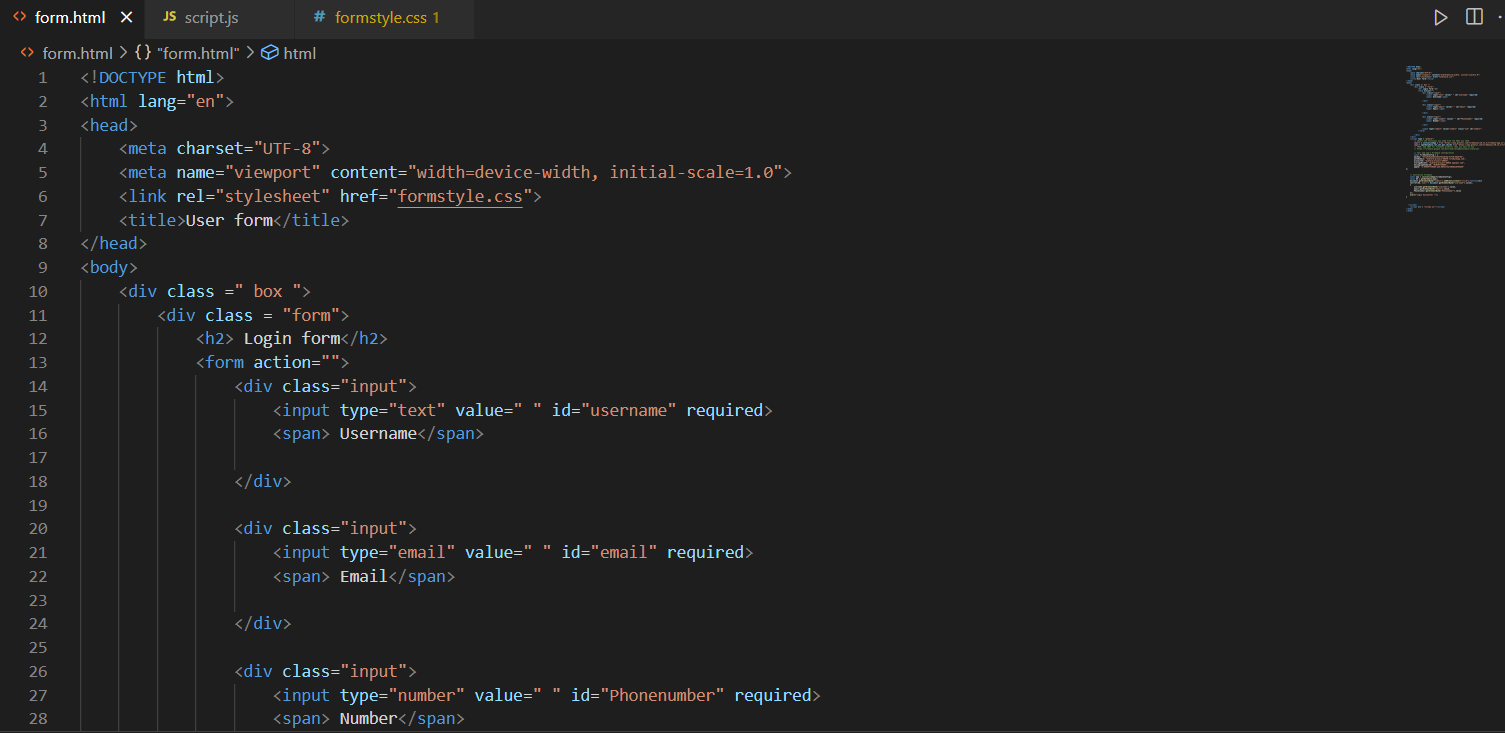 form.html
JS script.js
# formstyle.css 1
form.html > {} "form.html" > html
1 <!DOCTYPE html>
2 <html lang="en">
3 <head>
4 <meta charset="UTF-8">
5 <meta name="viewport" content="width=device-width, initial-scale=1.0">
6 <link rel="stylesheet" href="formstyle.css">
7 <title>User form</title>
8 </head>
9 <body>
10 <div class =" box ">
11 <div class = "form">
12 <h2> Login form</h2>
13 <form action="">
14 <div class="input">
15 <input type="text" value=" " id="username" required>
16 <span> Username</span>
17
18 </div>
19
20 <div class="input">
21 <input type="email" value=" " id="email" required>
22 <span> Email</span>
23
24 </div>
25
26 <div class="input">
27 <input type="number" value=" " id="Phonenumber" required>
28 <span> Number</span>